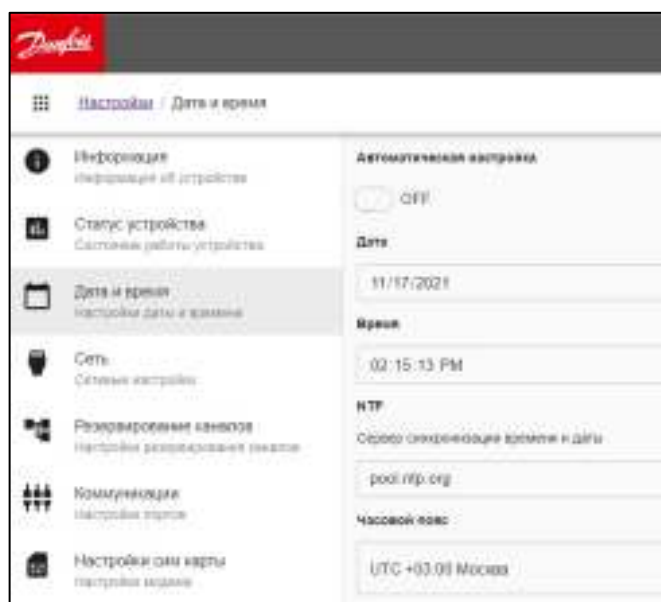 Danfoss
Настройки / Дата и время
Информация
Информация об устройстве
Статус устройства
Состояние работы устройства
Дата и время
Настройки даты и времени
Сеть
Сетевые настройки
Резервирование каналов
Настройки резервирования каналов
Коммуникации
Настройки портов
Настройки сим карты
Настройки модема
Автоматическая настройка
OFF
Дата
11/17/2021
Время
02:15:13 PM
NTP
Сервер синхронизации времени и даты
pool.ntp.org
Часовой пояс
UTC +03:00 Москва